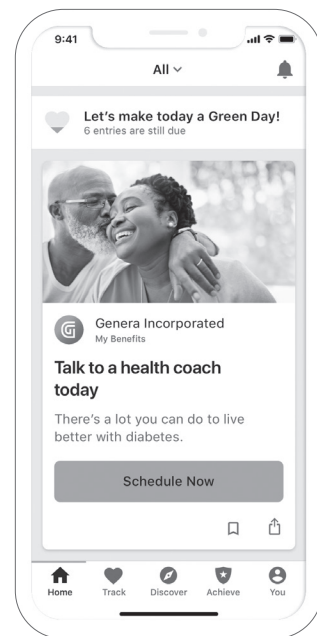 9:41
All
Let's make today a Green Day!
6 entries are still due
G
Genera Incorporated
My Benefits
Talk to a health coach
today
There's a lot you can do to live
better with diabetes.
Schedule Now
Home Track Discover Achieve You